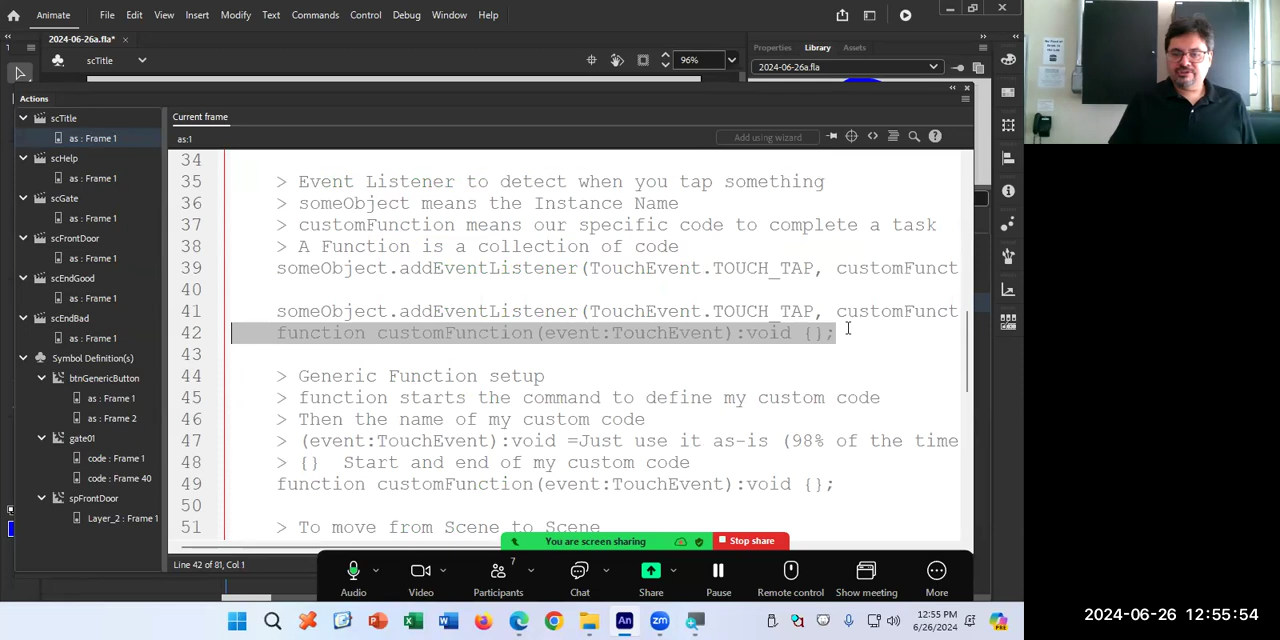 Animate File Edit View Insert Modify Text Commands Control Debug Window Help
2024-06-26a.fla* ×
scTitle
96%
Properties Library Assets
2024-06-26a.fla
Actions
scTitle
as : Frame 1
scHelp
as : Frame 1
scGate
as : Frame 1
scFrontDoor
as : Frame 1
scEndGood
as : Frame 1
scEndBad
as : Frame 1
Symbol Definition(s)
btnGenericButton
as : Frame 1
as : Frame 2
gate01
code : Frame 1
code : Frame 40
spFrontDoor
Layer_2 : Frame 1
Current frame
as:1
Add using wizard
34
35 > Event Listener to detect when you tap something
36 > someObject means the Instance Name
37 > customFunction means our specific code to complete a task
38 > A Function is a collection of code
39 someObject.addEventListener(TouchEvent.TOUCH_TAP, customFunct
40
41 someObject.addEventListener(TouchEvent.TOUCH_TAP, customFunct
42 function customFunction(event:TouchEvent):void {};
43
44 > Generic Function setup
45 > function starts the command to define my custom code
46 > Then the name of my custom code
47 > (event:TouchEvent):void =Just use it as-is (98% of the time
48 > {} Start and end of my custom code
49 function customFunction(event:TouchEvent):void {};
50
51 > To move from Scene to Scene
Line 42 of 81, Col 1
You are screen sharing Stop share
7
Audio Video Participants Chat Share Pause Remote control Show meeting More
12:55 PM
6/26/2024
2024-06-26 12:55:54